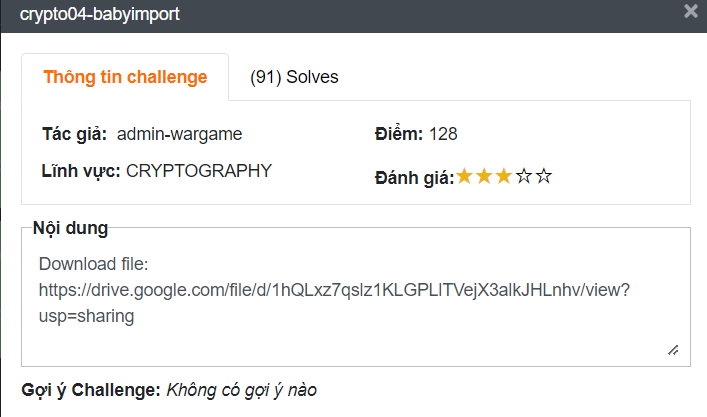 crypto04-babyimport
Thông tin challenge (91) Solves
Tác giả: admin-wargame Điểm: 128
Lĩnh vực: CRYPTOGRAPHY Đánh giá:★★★☆☆
Nội dung
Download file:
https://drive.google.com/file/d/1hQLxz7qslz1KLGPLlTVejX3alkJHLnhv/view?
usp=sharing
Gợi ý Challenge: Không có gợi ý nào